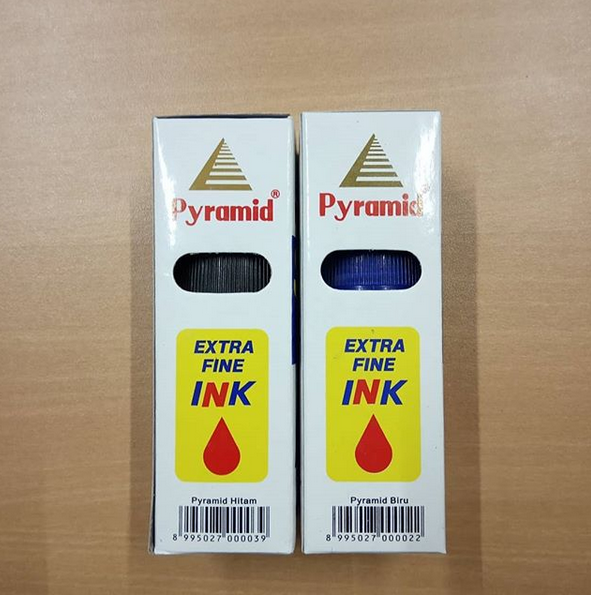 Pyramid®
EXTRA
FINE
INK
Pyramid Hitam
8 995027 000039
Pyramid®
EXTRA
FINE
INK
Pyramid Biru
8 995027 000022